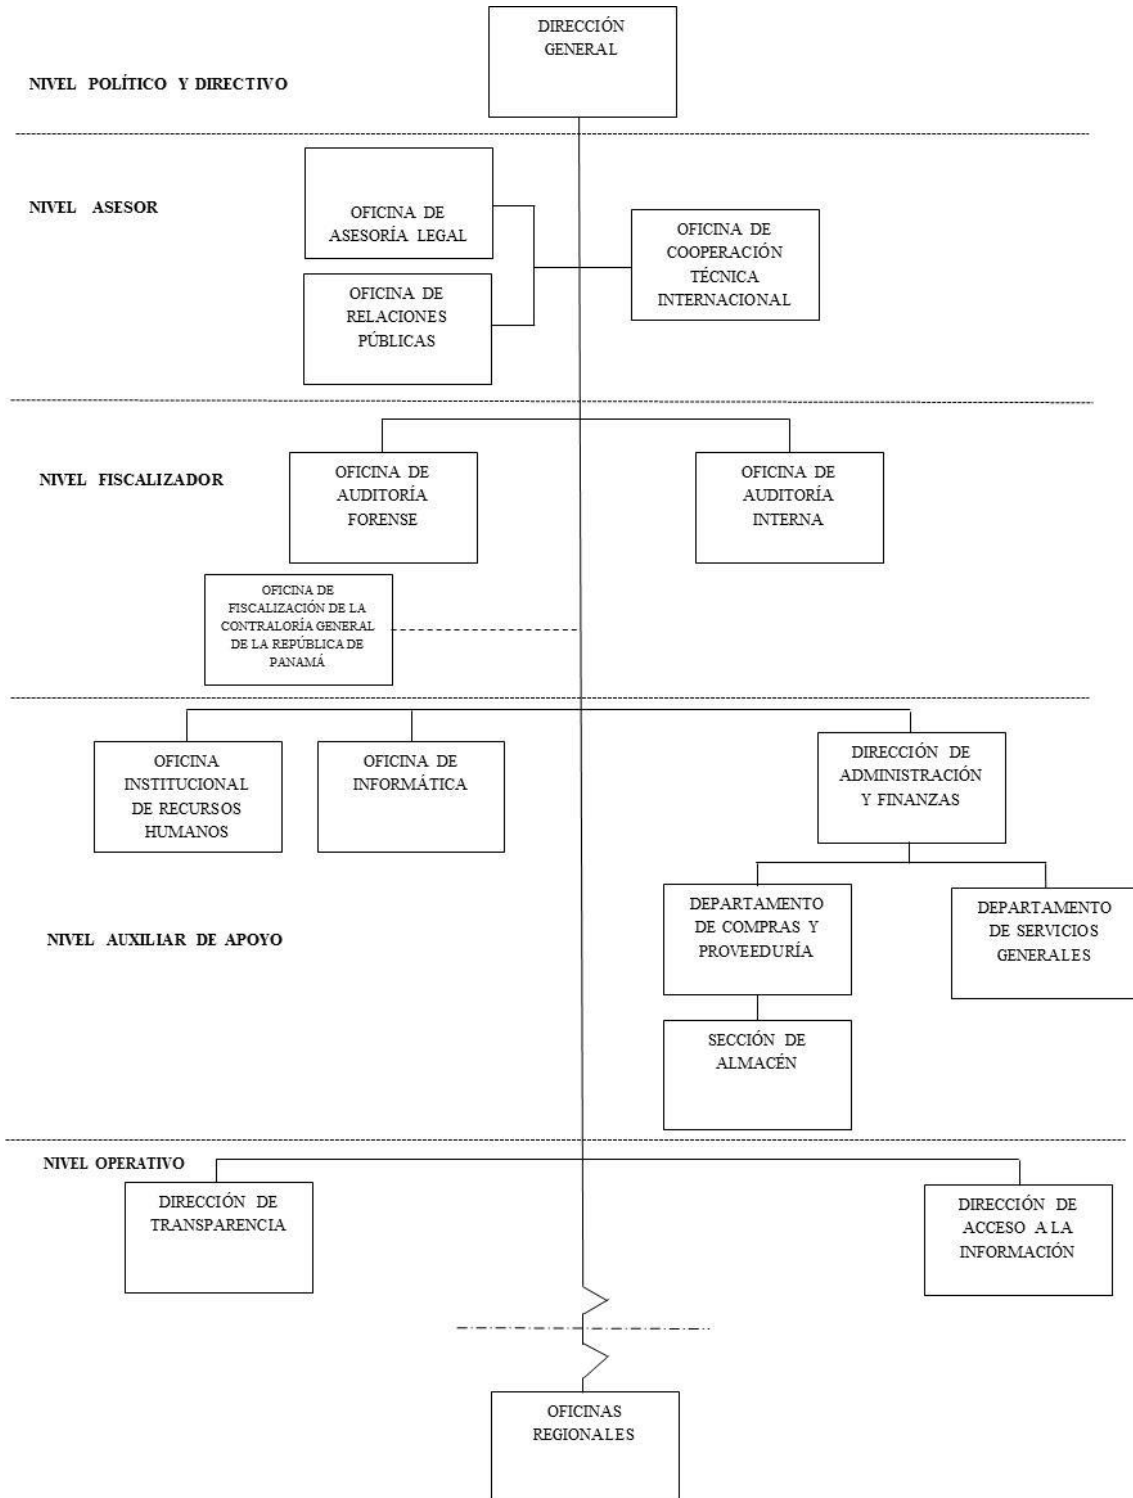 DIRECCIÓN
GENERAL
NIVEL POLÍTICO Y DIRECTIVO
NIVEL ASESOR
OFICINA DE
ASESORÍA LEGAL
OFICINA DE
COOPERACIÓN
TÉCNICA
INTERNACIONAL
OFICINA DE
RELACIONES
PÚBLICAS
NIVEL FISCALIZADOR
OFICINA DE
AUDITORÍA
FORENSE
OFICINA DE
AUDITORÍA
INTERNA
OFICINA DE
FISCALIZACIÓN DE LA
CONTRALORÍA GENERAL
DE LA REPÚBLICA DE
PANAMÁ
OFICINA
INSTITUCIONAL
DE RECURSOS
HUMANOS
OFICINA DE
INFORMÁTICA
DIRECCIÓN DE
ADMINISTRACIÓN
Y FINANZAS
NIVEL AUXILIAR DE APOYO
DEPARTAMENTO
DE COMPRAS Y
PROVEEDURÍA
DEPARTAMENTO
DE SERVICIOS
GENERALES
SECCIÓN DE
ALMACÉN
NIVEL OPERATIVO
DIRECCIÓN DE
TRANSPARENCIA
DIRECCIÓN DE
ACCESO A LA
INFORMACIÓN
OFICINAS
REGIONALES